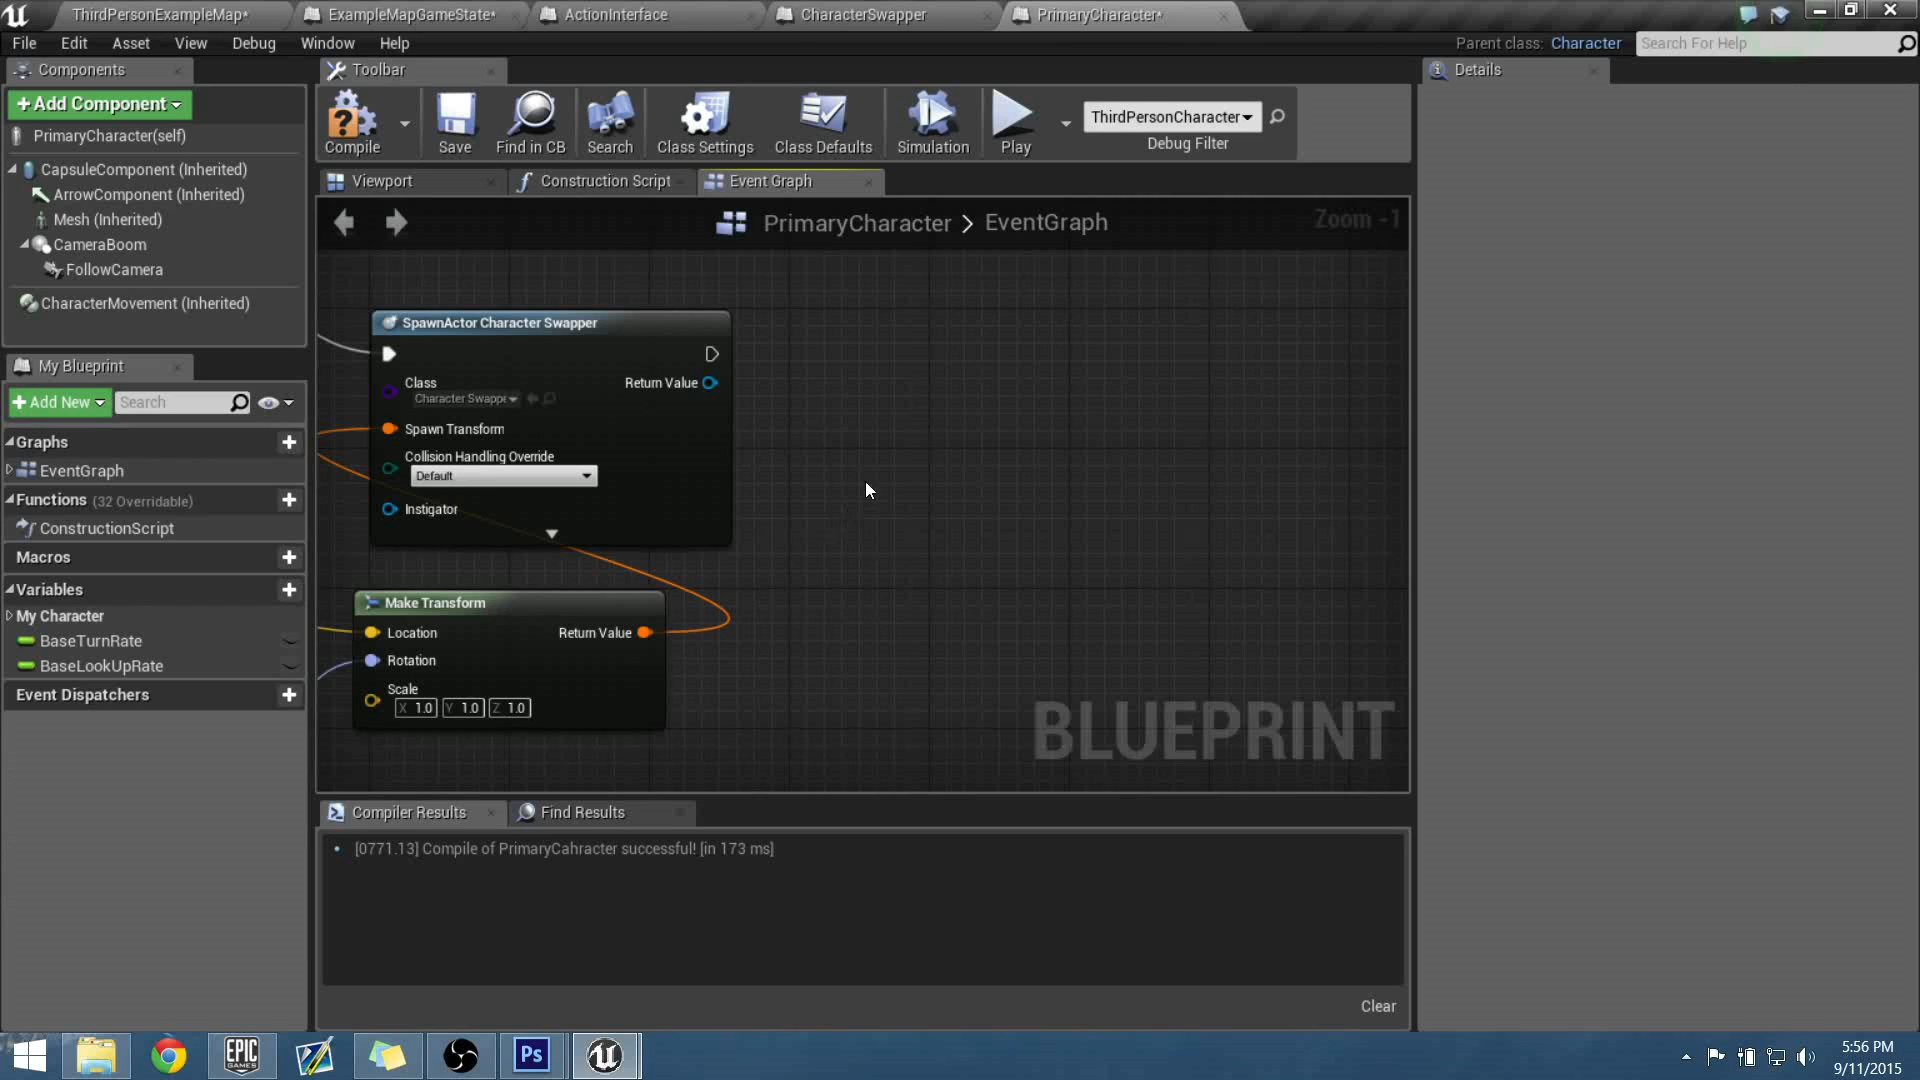 ThirdPersonExampleMap*
ExampleMapGameState*
ActionInterface
CharacterSwapper
PrimaryCharacter*
File Edit Asset View Debug Window Help
Parent class: Character
Search For Help
Components
Toolbar
Details
+Add Component
PrimaryCharacter(self)
CapsuleComponent (Inherited)
ArrowComponent (Inherited)
Mesh (Inherited)
CameraBoom
FollowCamera
CharacterMovement (Inherited)
Compile
Save
Find in CB
Search
Class Settings
Class Defaults
Simulation
Play
ThirdPersonCharacter
Debug Filter
Viewport
Construction Script
Event Graph
PrimaryCharacter > EventGraph
Zoom -1
My Blueprint
+Add New
Search
Graphs
EventGraph
Functions (32 Overridable)
ConstructionScript
Macros
Variables
My Character
BaseTurnRate
BaseLookUpRate
Event Dispatchers
SpawnActor Character Swapper
Class
Return Value
Character Swappe
Spawn Transform
Collision Handling Override
Default
Instigator
Make Transform
Location
Return Value
Rotation
Scale
X 1.0 Y 1.0 Z 1.0
BLUEPRINT
Compiler Results
Find Results
[0771.13] Compile of PrimaryCahracter successful! [in 173 ms]
Clear
EPIC
GAMES
Ps
5:56 PM
9/11/2015